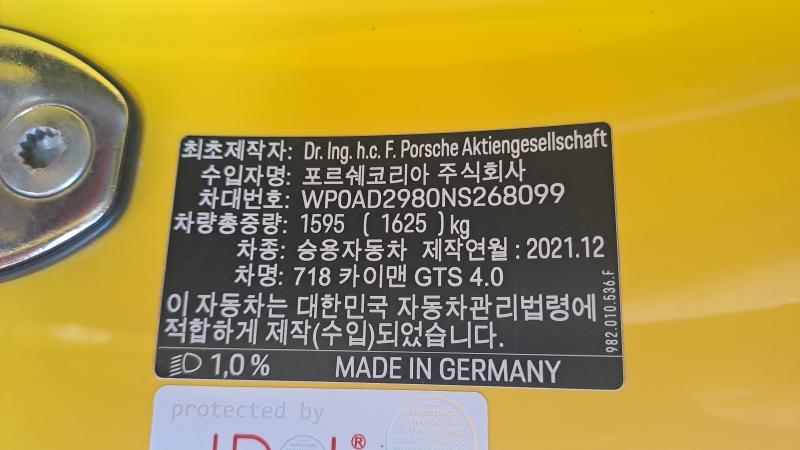 최초제작자: Dr. Ing. h.c. F. Porsche Aktiengesellschaft
수입자명: 포르쉐코리아 주식회사
차대번호: WP0AD2980NS268099
차량총중량: 1595 ( 1625 )kg
차종: 승용자동차 제작연월: 2021.12
차명: 718 카이맨 GTS 4.0
이 자동차는 대한민국 자동차관리법령에
적합하게 제작(수입)되었습니다.
1,0 % MADE IN GERMANY
982.010.536.F
protected by